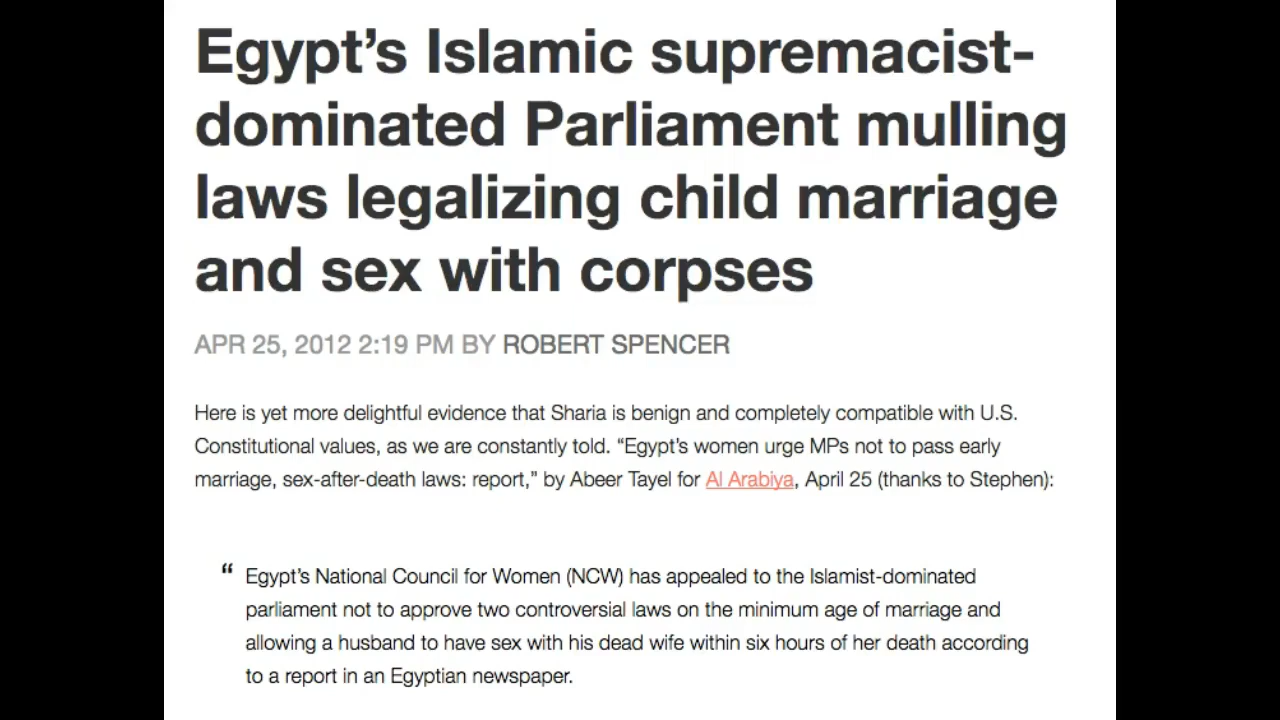 Egypt’s Islamic supremacist-
dominated Parliament mulling
laws legalizing child marriage
and sex with corpses
APR 25, 2012 2:19 PM BY ROBERT SPENCER
Here is yet more delightful evidence that Sharia is benign and completely compatible with U.S.
Constitutional values, as we are constantly told. “Egypt’s women urge MPs not to pass early
marriage, sex-after-death laws: report,” by Abeer Tayel for Al Arabiya, April 25 (thanks to Stephen):
“ Egypt’s National Council for Women (NCW) has appealed to the Islamist-dominated
parliament not to approve two controversial laws on the minimum age of marriage and
allowing a husband to have sex with his dead wife within six hours of her death according
to a report in an Egyptian newspaper.